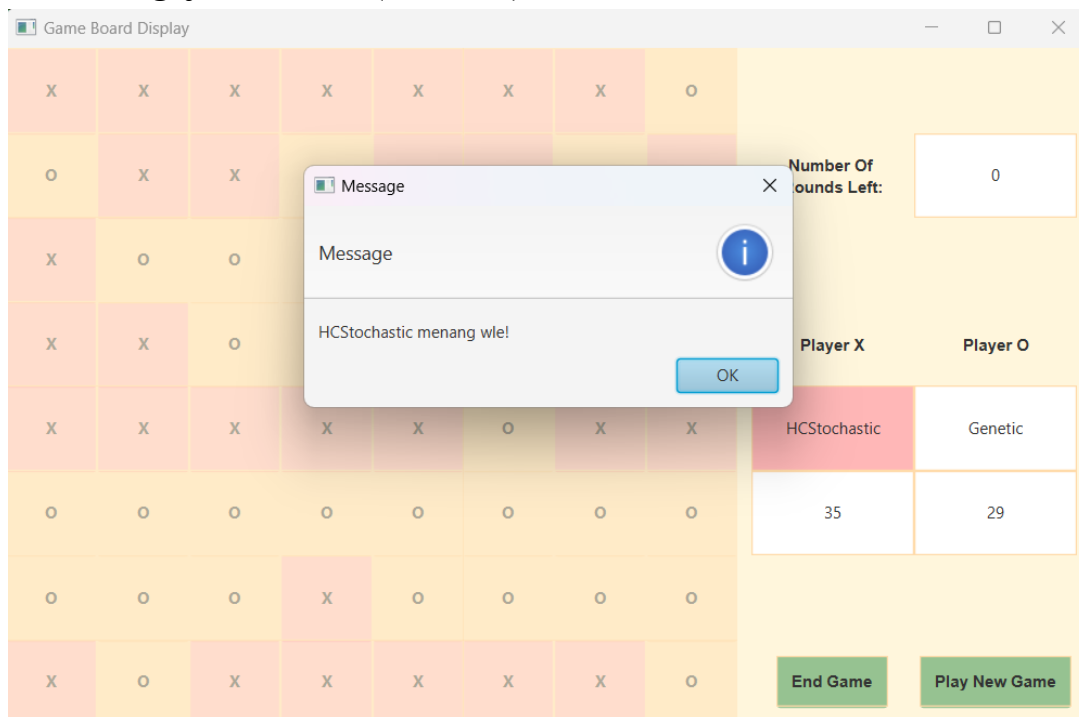 Game Board Display
X X X X X X X O
O X X
Number Of
ounds Left:
0
Message
X O O
Message
X X O
HCStochastic menang wle!
OK
Player X Player O
X X X X X O X X
HCStochastic Genetic
O O O O O O O O
35 29
O O O X O O O O
X O X X X X X O
End Game Play New Game